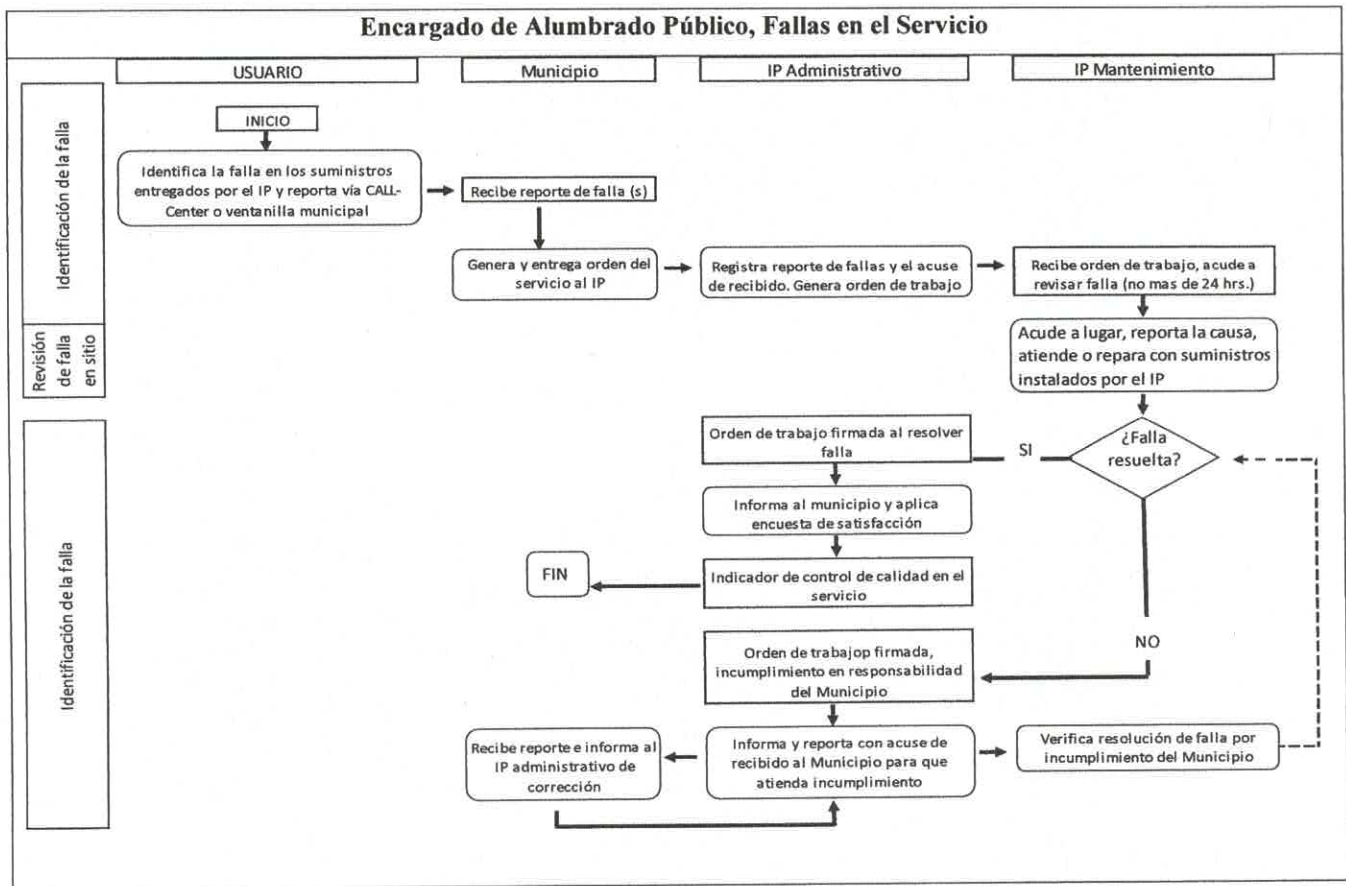 Encargado de Alumbrado Público, Fallas en el Servicio
USUARIO
Municipio
IP Administrativo
IP Mantenimiento
Identificación de la falla
INICIO
Identifica la falla en los suministros
entregados por el IP y reporta vía CALL-
Center o ventanilla municipal
Recibe reporte de falla (s)
Genera y entrega orden del
servicio al IP
Registra reporte de fallas y el acuse
de recibido. Genera orden de trabajo
Recibe orden de trabajo, acude a
revisar falla (no mas de 24 hrs.)
Revisión
de falla
en sitio
Acude a lugar, reporta la causa,
atiende o repara con suministros
instalados por el IP
Identificación de la falla
Orden de trabajo firmada al resolver
falla
SI
¿Falla
resuelta?
Informa al municipio y aplica
encuesta de satisfacción
FIN
Indicador de control de calidad en el
servicio
NO
Orden de trabajop firmada,
incumplimiento en responsabilidad
del Municipio
Recibe reporte e informa al
IP administrativo de
corrección
Informa y reporta con acuse de
recibido al Municipio para que
atienda incumplimiento
Verifica resolución de falla por
incumplimiento del Municipio